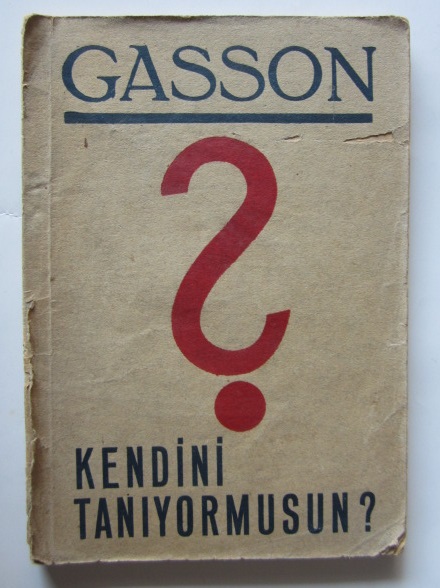 GASSON
?
KENDİNİ
TANIYORMUSUN?